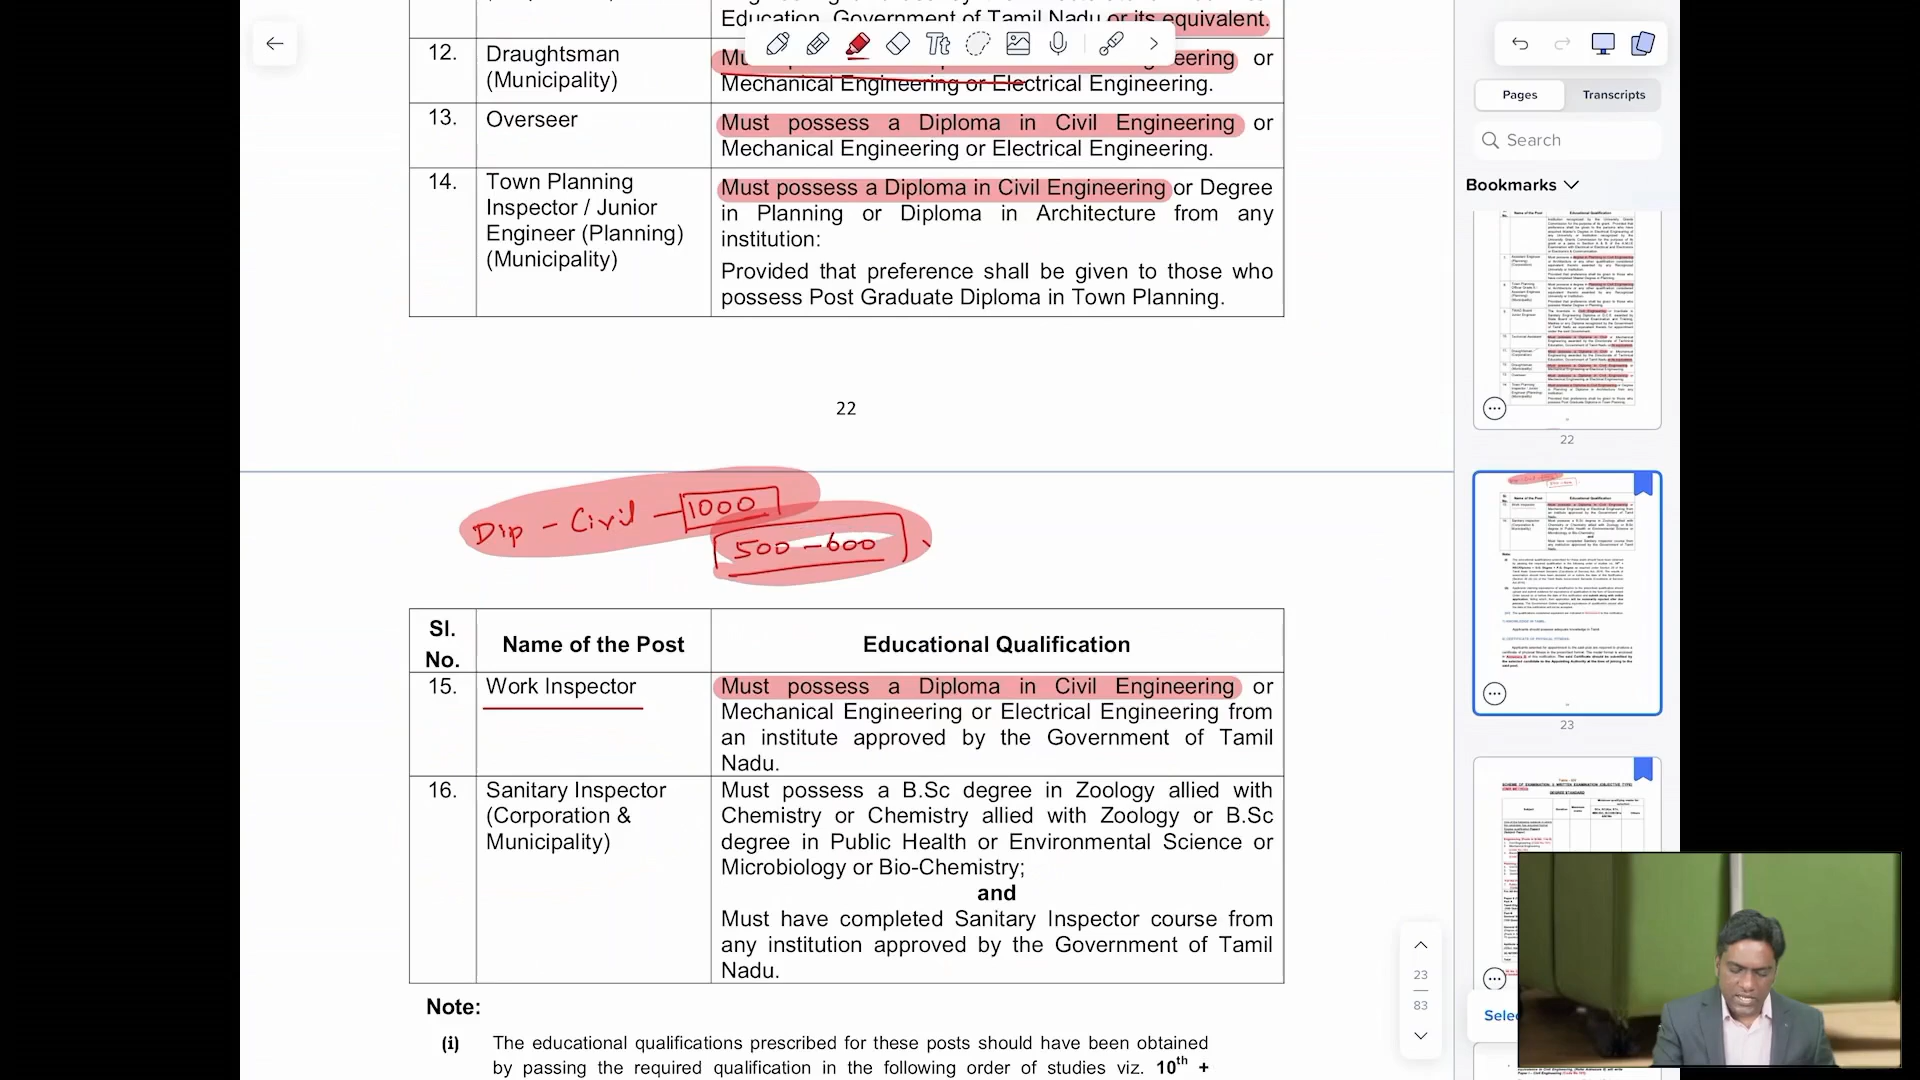 Education, Government of Tamil Nadu or its equivalent.
12. Draughtsman (Municipality)
eering or
Mechanical Engineering or Electrical Engineering.
13. Overseer
Must possess a Diploma in Civil Engineering or
Mechanical Engineering or Electrical Engineering.
14. Town Planning
Inspector / Junior
Engineer (Planning)
(Municipality)
Must possess a Diploma in Civil Engineering or Degree
in Planning or Diploma in Architecture from any
institution:
Provided that preference shall be given to those who
possess Post Graduate Diploma in Town Planning.
22
Dip - Civil - 1000
500 - 600
Sl. No.
Name of the Post
Educational Qualification
15. Work Inspector
Must possess a Diploma in Civil Engineering or
Mechanical Engineering or Electrical Engineering from
an institute approved by the Government of Tamil
Nadu.
16. Sanitary Inspector
(Corporation &
Municipality)
Must possess a B.Sc degree in Zoology allied with
Chemistry or Chemistry allied with Zoology or B.Sc
degree in Public Health or Environmental Science or
Microbiology or Bio-Chemistry;
and
Must have completed Sanitary Inspector course from
any institution approved by the Government of Tamil
Nadu.
Note:
(i) The educational qualifications prescribed for these posts should have been obtained
by passing the required qualification in the following order of studies viz. 10th +
Tt
Pages
Transcripts
Search
Bookmarks
22
23
23
83
Selec